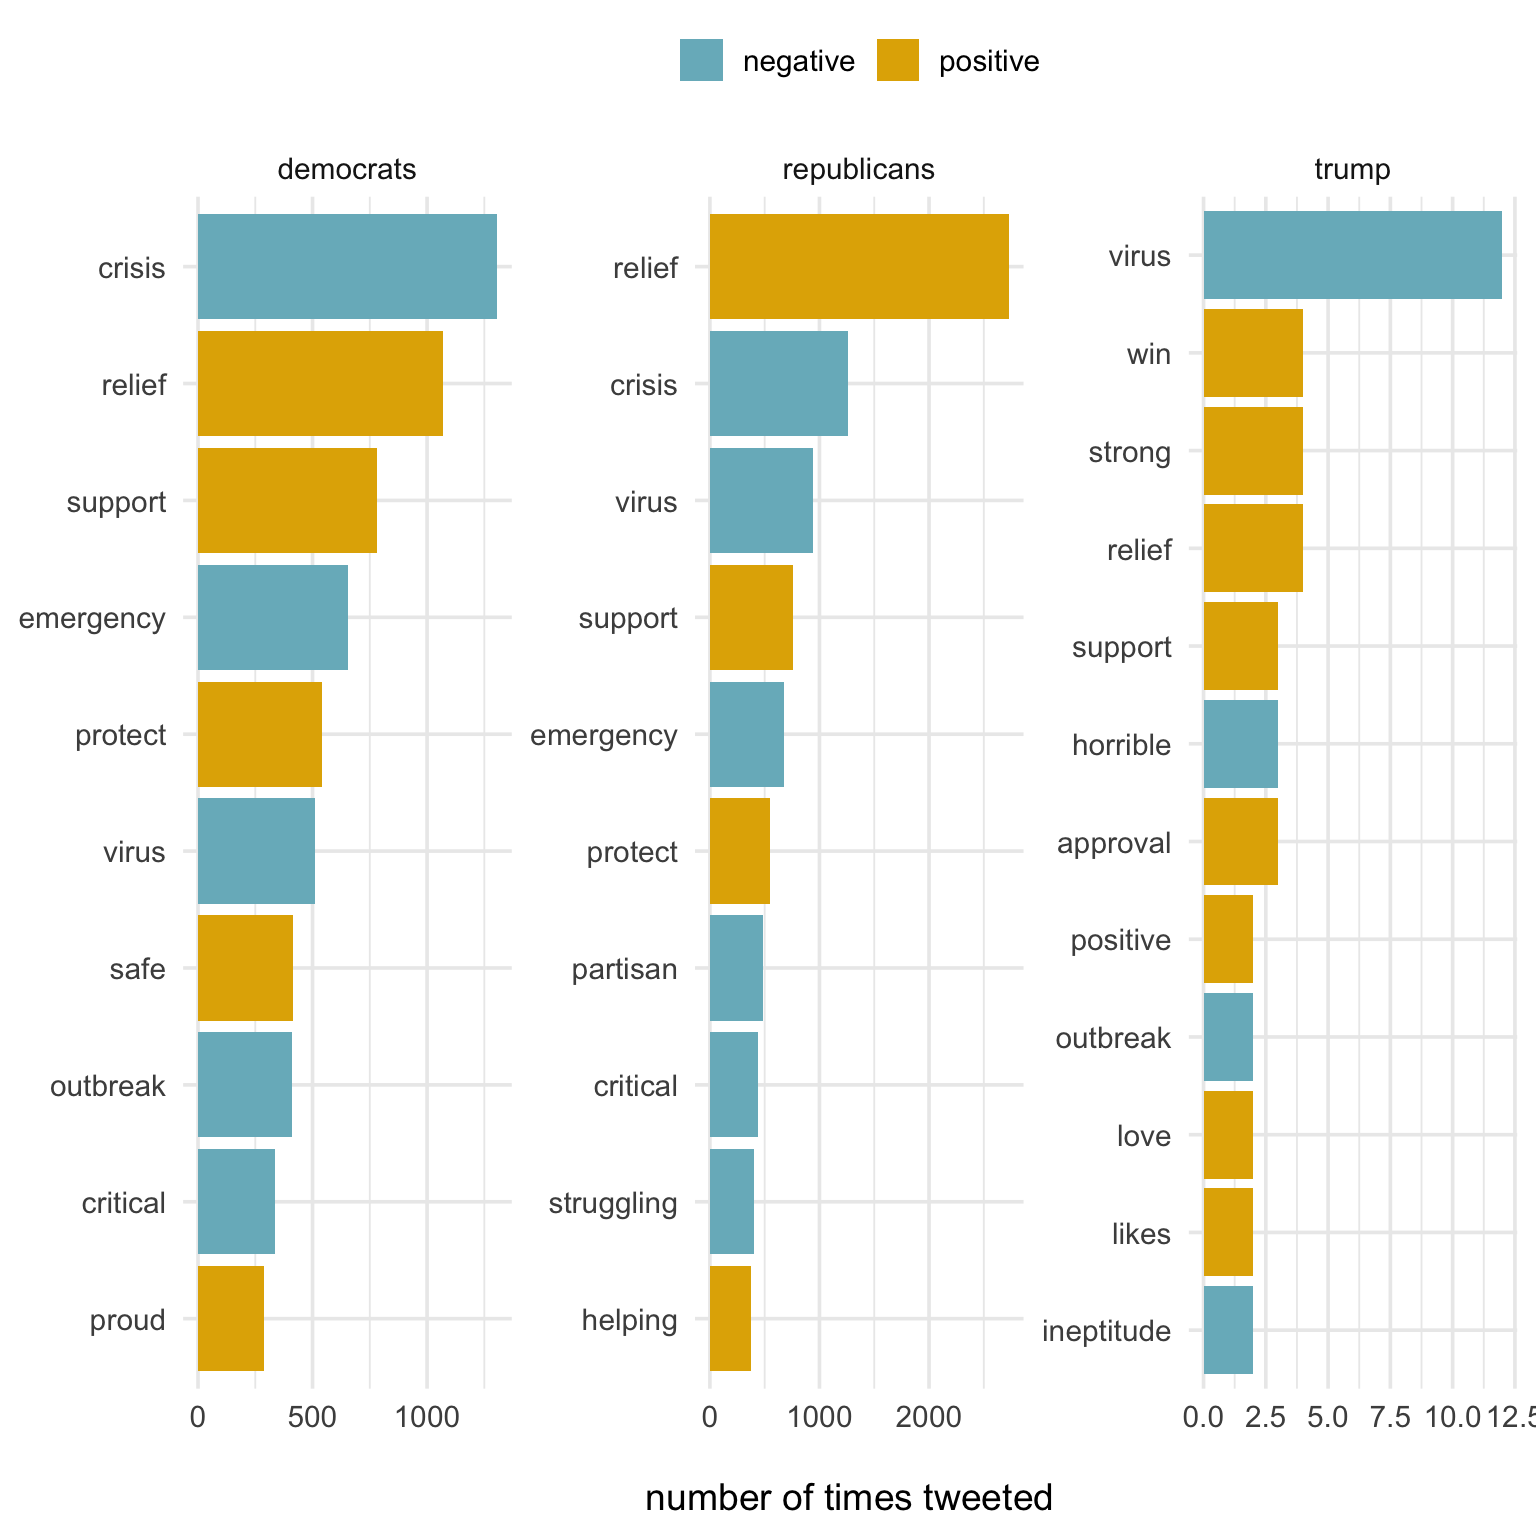 negative positive
democrats
crisis
relief
support
emergency
protect
virus
safe
outbreak
critical
proud
0 500 1000
republicans
relief
crisis
virus
support
emergency
protect
partisan
critical
struggling
helping
0 1000 2000
trump
virus
win
strong
relief
support
horrible
approval
positive
outbreak
love
likes
ineptitude
0.0 2.5 5.0 7.5 10.0 12.5
number of times tweeted